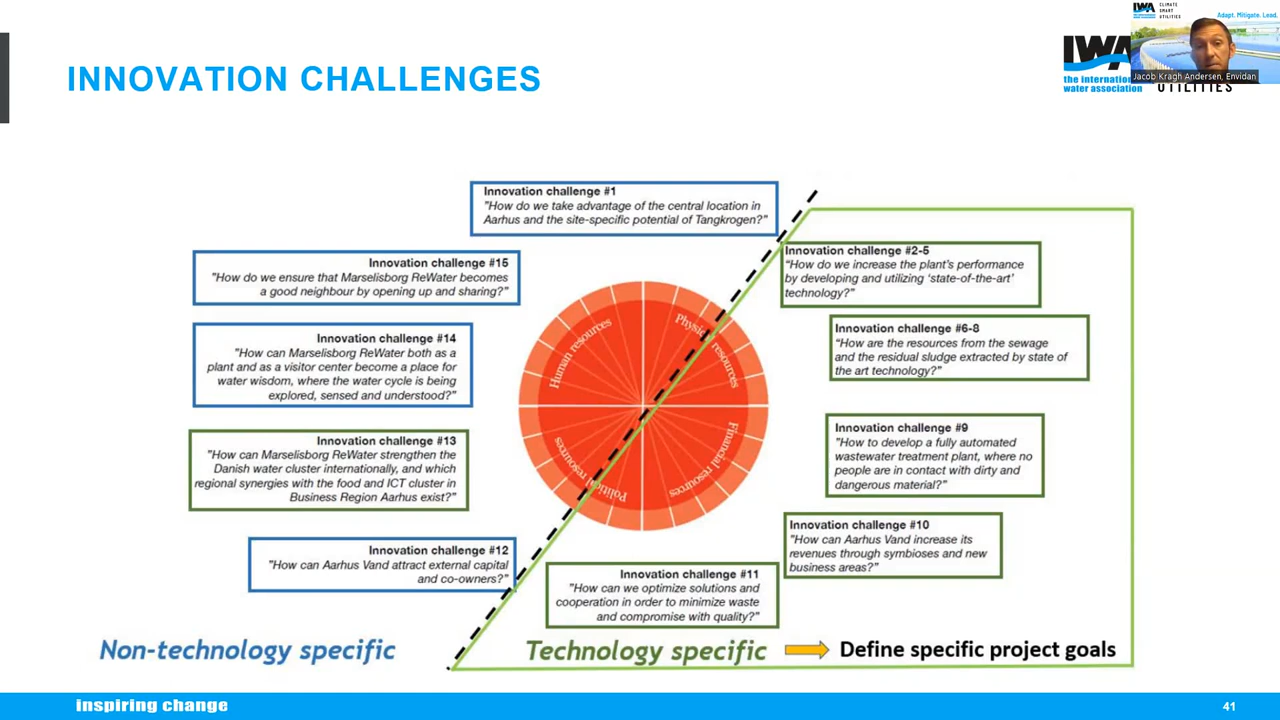 INNOVATION CHALLENGES
IWA
the internation
water association
UTILITIES
IWA
CLIMATE
SMART
UTILITIES
Adapt. Mitigate. Lead.
Jacob Kragh Andersen, Envidan
Innovation challenge #1
"How do we take advantage of the central location in
Aarhus and the site-specific potential of Tangkrogen?"
Innovation challenge #15
"How do we ensure that Marselisborg ReWater becomes
a good neighbour by opening up and sharing?"
Innovation challenge #14
"How can Marselisborg ReWater both as a
plant and as a visitor center become a place for
water wisdom, where the water cycle is being
explored, sensed and understood?"
Innovation challenge #13
"How can Marselisborg ReWater strengthen the
Danish water cluster internationally, and which
regional synergies with the food and ICT cluster in
Business Region Aarhus exist?"
Innovation challenge #12
"How can Aarhus Vand attract external capital
and co-owners?"
Human resources
Physical resources
Political resources
Financial resources
Innovation challenge #2-5
"How do we increase the plant's performance
by developing and utilizing 'state-of-the-art'
technology?"
Innovation challenge #6-8
"How are the resources from the sewage
and the residual sludge extracted by state of
the art technology?"
Innovation challenge #9
"How to develop a fully automated
wastewater treatment plant, where no
people are in contact with dirty and
dangerous material?"
Innovation challenge #10
"How can Aarhus Vand increase its
revenues through symbioses and new
business areas?"
Innovation challenge #11
"How can we optimize solutions and
cooperation in order to minimize waste
and compromise with quality?"
Non-technology specific
Technology specific
Define specific project goals
inspiring change
41